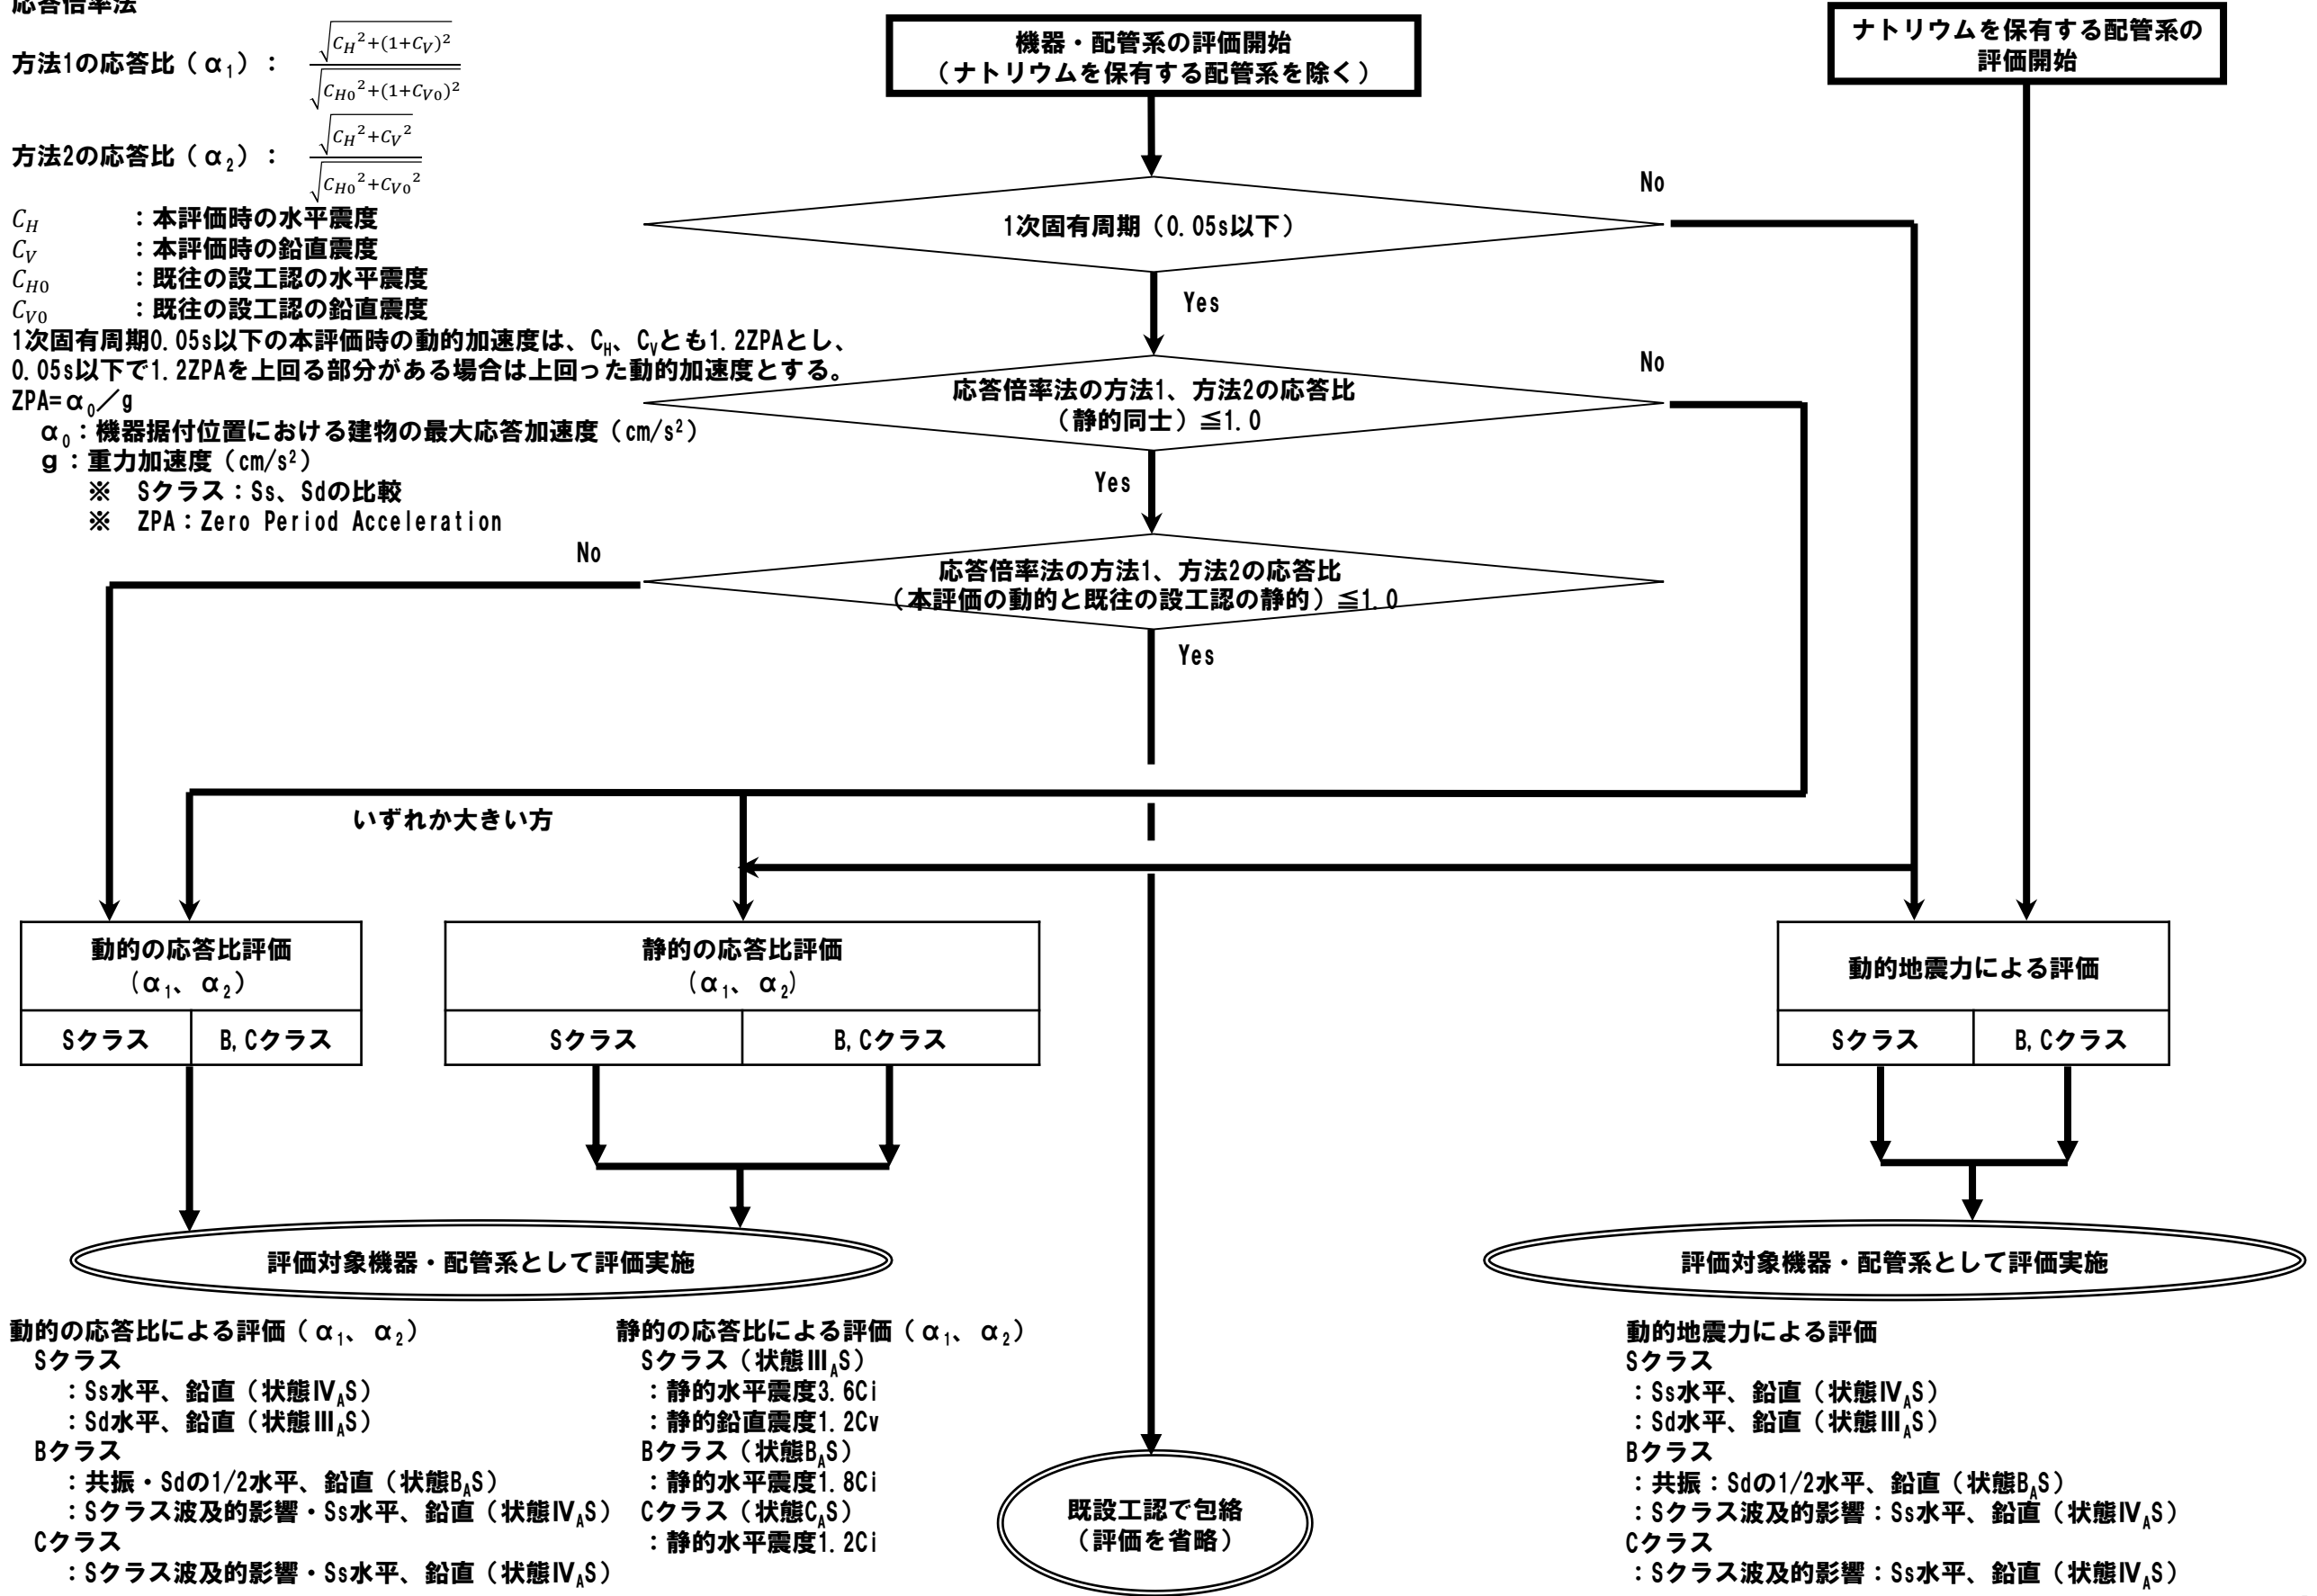 応答倍率法
方法1の応答比（α₁）： √(C_H²+(1+C_V)²) / √(C_H0²+(1+C_V0)²)
方法2の応答比（α₂）： √(C_H²+C_V²) / √(C_H0²+C_V0²)
C_H ：本評価時の水平震度
C_V ：本評価時の鉛直震度
C_H0 ：既往の設工認の水平震度
C_V0 ：既往の設工認の鉛直震度
1次固有周期0.05s以下の本評価時の動的加速度は、C_H、C_Vとも1.2ZPAとし、
0.05s以下で1.2ZPAを上回る部分がある場合は上回った動的加速度とする。
ZPA=α₀／g
α₀：機器据付位置における建物の最大応答加速度（cm/s²）
g：重力加速度（cm/s²）
※ Sクラス：Ss、Sdの比較
※ ZPA：Zero Period Acceleration
機器・配管系の評価開始
（ナトリウムを保有する配管系を除く）
ナトリウムを保有する配管系の
評価開始
1次固有周期（0.05s以下）
No
Yes
応答倍率法の方法1、方法2の応答比
（静的同士）≦1.0
No
Yes
応答倍率法の方法1、方法2の応答比
（本評価の動的と既往の設工認の静的）≦1.0
No
Yes
いずれか大きい方
動的の応答比評価
（α₁、α₂）
Sクラス
B,Cクラス
静的の応答比評価
（α₁、α₂）
Sクラス
B,Cクラス
動的地震力による評価
Sクラス
B,Cクラス
評価対象機器・配管系として評価実施
評価対象機器・配管系として評価実施
動的の応答比による評価（α₁、α₂）
Sクラス
：Ss水平、鉛直（状態Ⅳ_AS）
：Sd水平、鉛直（状態Ⅲ_AS）
Bクラス
：共振・Sdの1/2水平、鉛直（状態B_AS）
：Sクラス波及的影響・Ss水平、鉛直（状態Ⅳ_AS）
Cクラス
：Sクラス波及的影響・Ss水平、鉛直（状態Ⅳ_AS）
静的の応答比による評価（α₁、α₂）
Sクラス（状態Ⅲ_AS）
：静的水平震度3.6Ci
：静的鉛直震度1.2Cv
Bクラス（状態B_AS）
：静的水平震度1.8Ci
Cクラス（状態C_AS）
：静的水平震度1.2Ci
既設工認で包絡
（評価を省略）
動的地震力による評価
Sクラス
：Ss水平、鉛直（状態Ⅳ_AS）
：Sd水平、鉛直（状態Ⅲ_AS）
Bクラス
：共振：Sdの1/2水平、鉛直（状態B_AS）
：Sクラス波及的影響：Ss水平、鉛直（状態Ⅳ_AS）
Cクラス
：Sクラス波及的影響：Ss水平、鉛直（状態Ⅳ_AS）